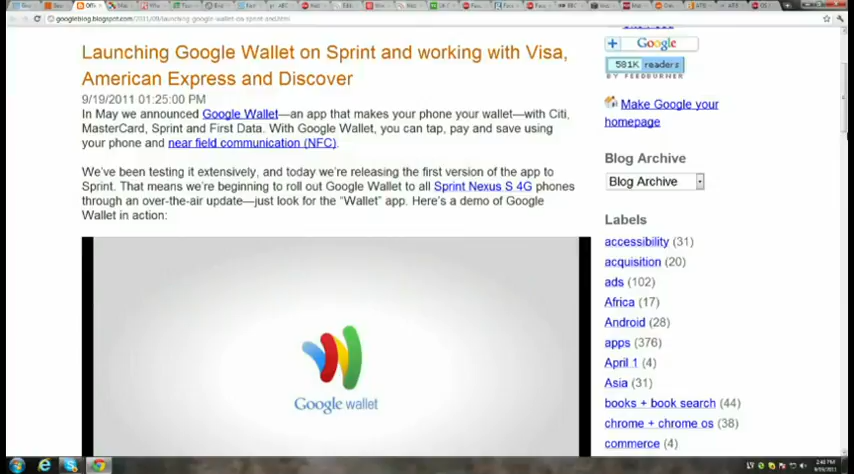 googleblog.blogspot.com
Google
581K readers
BY FEEDBURNER
Launching Google Wallet on Sprint and working with Visa,
American Express and Discover
9/19/2011 01:25:00 PM
In May we announced Google Wallet—an app that makes your phone your wallet—with Citi,
MasterCard, Sprint and First Data. With Google Wallet, you can tap, pay and save using
your phone and near field communication (NFC).
We've been testing it extensively, and today we're releasing the first version of the app to
Sprint. That means we're beginning to roll out Google Wallet to all Sprint Nexus S 4G phones
through an over-the-air update—just look for the “Wallet” app. Here's a demo of Google
Wallet in action:
Google wallet
Make Google your
homepage
Blog Archive
Blog Archive
Labels
accessibility (31)
acquisition (20)
ads (102)
Africa (17)
Android (28)
apps (376)
April 1 (4)
Asia (31)
books + book search (44)
chrome + chrome os (38)
commerce (4)